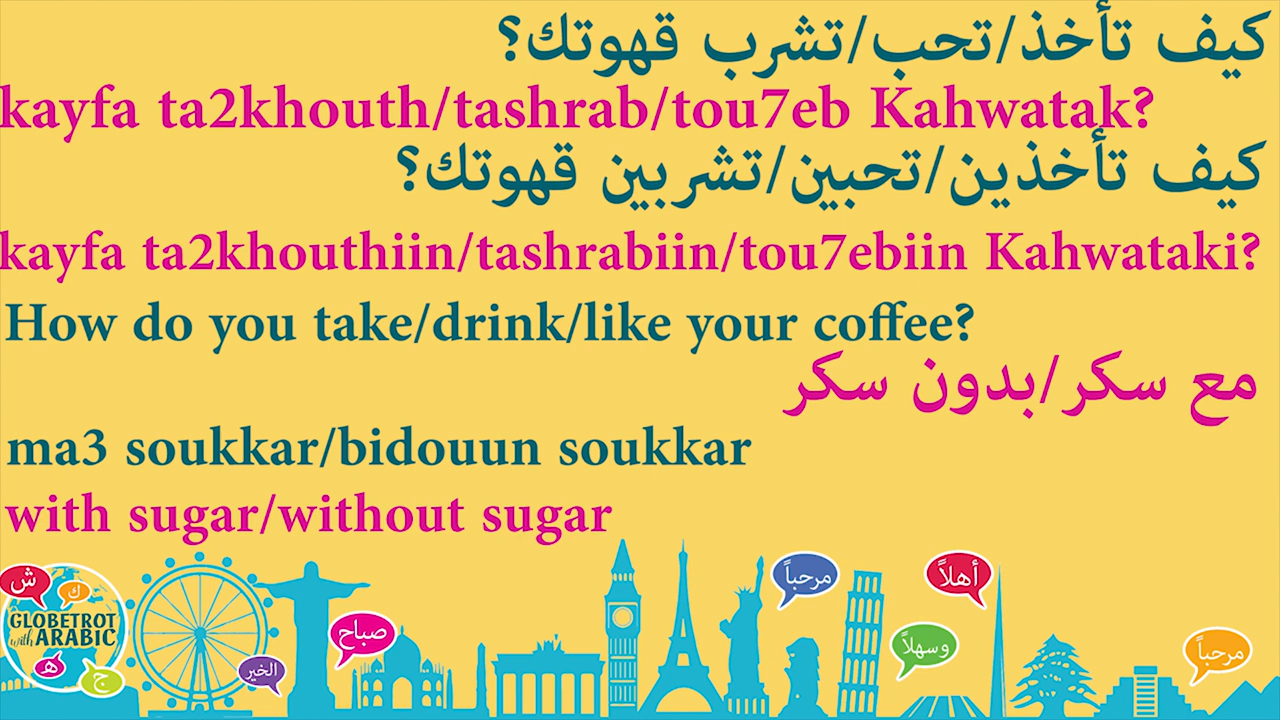 كيف تأخذ/تحب/تشرب قهوتك؟
kayfa ta2khouth/tashrab/tou7eb Kahwatak?
كيف تأخذين/تحبين/تشربين قهوتك؟
kayfa ta2khouthiin/tashrabiin/tou7ebiin Kahwataki?
How do you take/drink/like your coffee?
مع سكر/بدون سكر
ma3 soukkar/bidouun soukkar
with sugar/without sugar
ش
ك
GLOBETROT
with ARABIC
ه
ج
صباح
الخير
مرحباً
أهلاً
وسهلاً
مرحباً